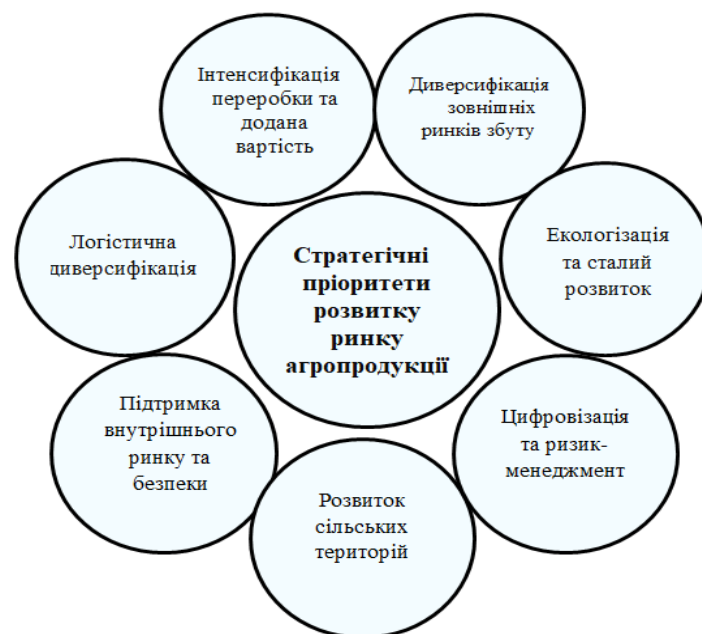 Інтенсифікація
переробки та
додана
вартість
Диверсифікація
зовнішніх
ринків збуту
Логістична
диверсифікація
Стратегічні
пріоритети
розвитку
ринку
агропродукції
Екологізація
та сталий
розвиток
Підтримка
внутрішнього
ринку та
безпеки
Цифровізація
та ризик-
менеджмент
Розвиток
сільських
територій